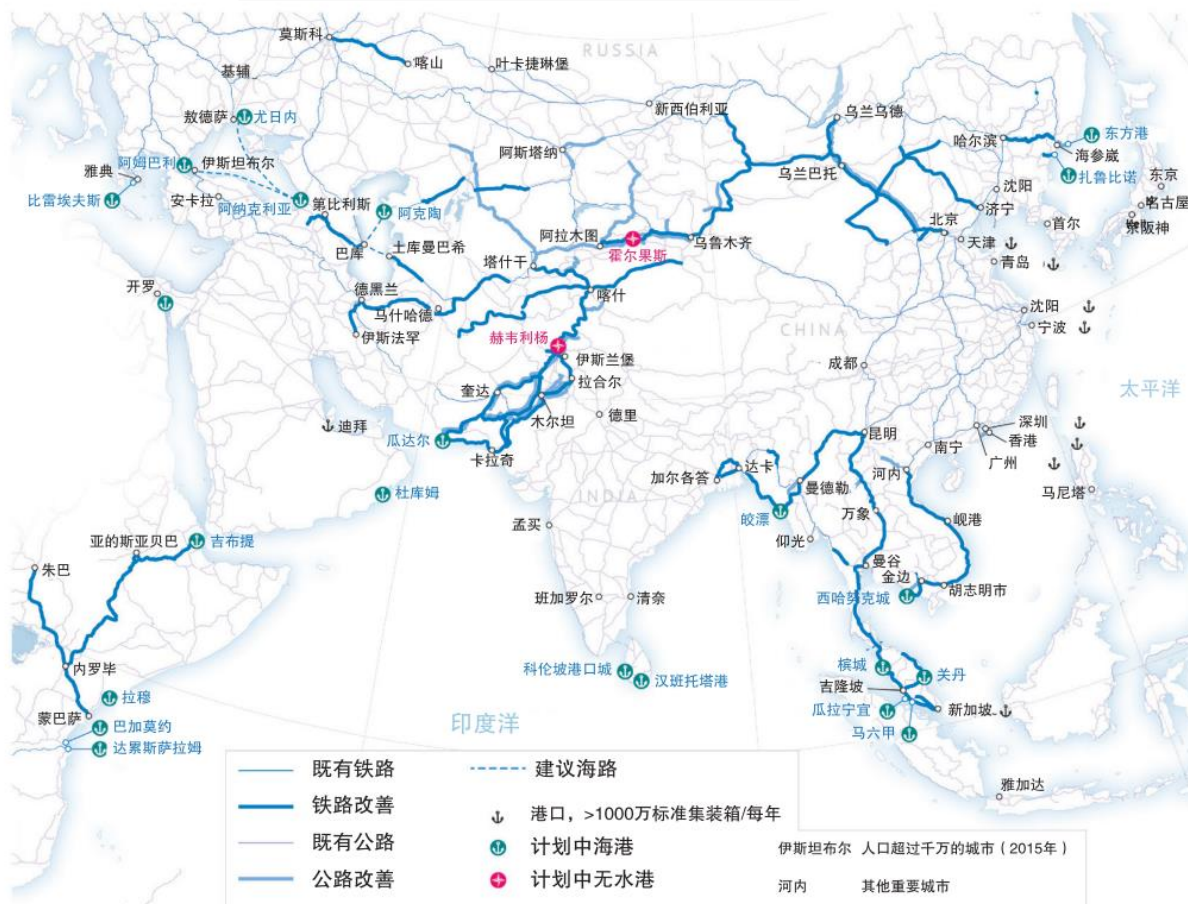 莫斯科
RUSSIA
喀山
叶卡捷琳堡
基辅
新西伯利亚
乌兰乌德
敖德萨
尤日内
哈尔滨
东方港
海参崴
阿姆巴利
伊斯坦布尔
阿斯塔纳
乌兰巴托
扎鲁比诺
雅典
沈阳
东京
比雷埃夫斯
安卡拉
阿纳克利亚
第比利斯
阿克陶
济宁
名古屋
北京
首尔
京阪神
阿拉木图
霍尔果斯
乌鲁木齐
天津
巴库
土库曼巴希
塔什干
青岛
开罗
德黑兰
马什哈德
喀什
沈阳
伊斯法罕
赫韦利杨
CHINA
宁波
伊斯兰堡
成都
奎达
拉合尔
太平洋
迪拜
瓜达尔
木尔坦
德里
深圳
昆明
南宁
香港
卡拉奇
广州
加尔各答
达卡
河内
杜库姆
INDIA
曼德勒
马尼塔
皎漂
万象
岘港
孟买
仰光
亚的斯亚贝巴
吉布提
朱巴
曼谷
金边
班加罗尔
清奈
西哈努克城
胡志明市
内罗毕
科伦坡港口城
汉班托塔港
槟城
关丹
拉穆
吉隆坡
蒙巴萨
巴加莫约
印度洋
瓜拉宁宜
新加坡
达累斯萨拉姆
马六甲
雅加达
既有铁路
建议海路
铁路改善
港口，>1000万标准集装箱/每年
既有公路
计划中海港
伊斯坦布尔 人口超过千万的城市（2015年）
公路改善
计划中无水港
河内 其他重要城市